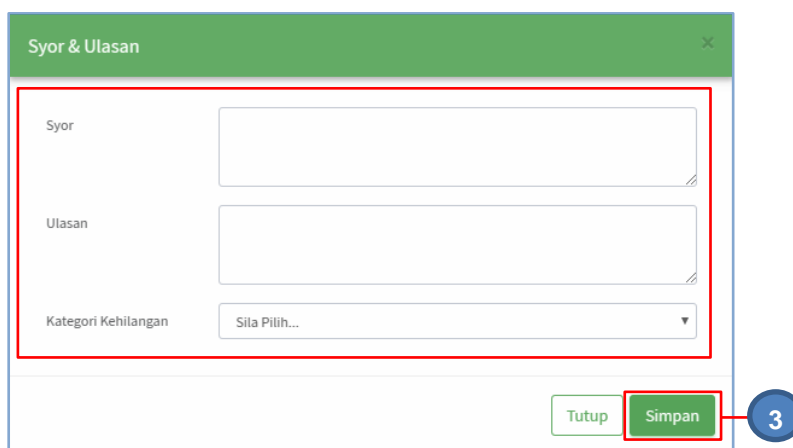 Syor & Ulasan ×
Syor
Ulasan
Kategori Kehilangan Sila Pilih...
Tutup Simpan 3